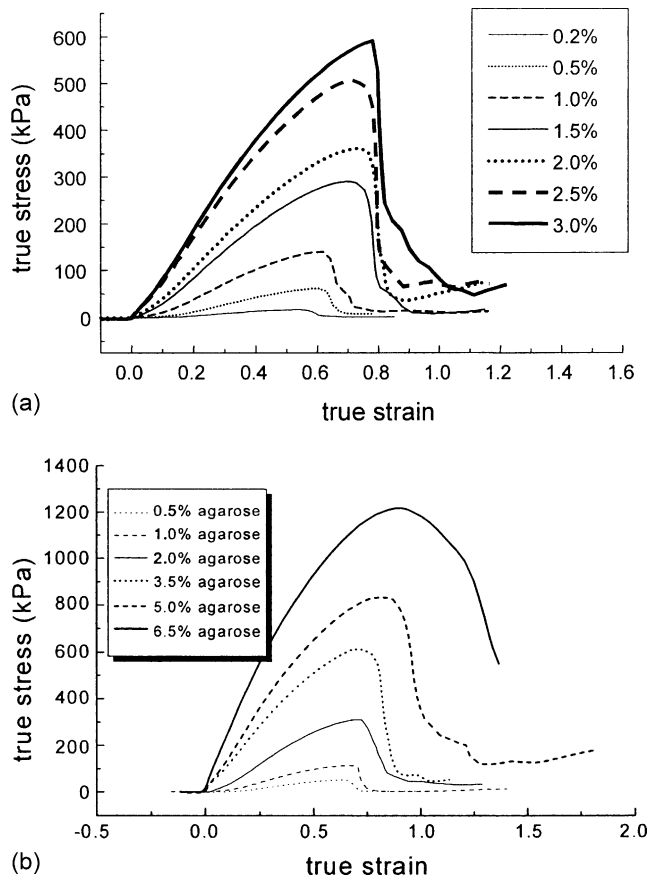 600
500
400
300
200
100
0
true stress (kPa)
0.2%
0.5%
1.0%
1.5%
2.0%
2.5%
3.0%
0.0 0.2 0.4 0.6 0.8 1.0 1.2 1.4 1.6
true strain
(a)
1400
1200
1000
800
600
400
200
0
true stress (kPa)
0.5% agarose
1.0% agarose
2.0% agarose
3.5% agarose
5.0% agarose
6.5% agarose
-0.5 0.0 0.5 1.0 1.5 2.0
true strain
(b)